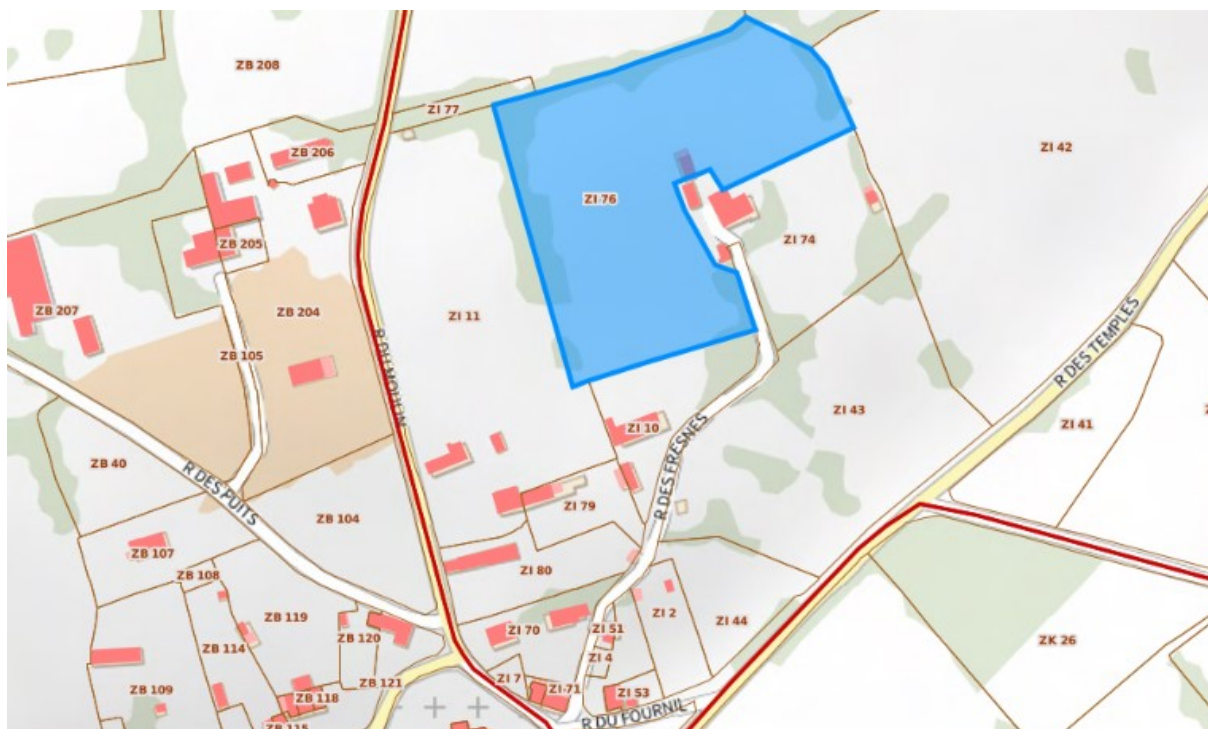 ZB 208
ZI 77
ZB 206
ZI 42
ZI 76
ZB 205
ZI 74
ZB 207
ZB 204
ZI 11
ZB 105
R DU MOULIN
R DES TEMPLES
ZI 43
ZI 10
ZI 41
ZB 40
R DES PUITS
R DES FRESNES
ZI 79
ZB 104
ZB 107
ZB 108
ZI 80
ZB 119
ZI 2
ZI 44
ZB 120
ZI 70
ZI 51
ZB 114
ZI 4
ZK 26
ZI 7
ZB 121
ZB 109
ZB 118
ZI 71
ZI 53
R DU FOURNIL
ZB 115